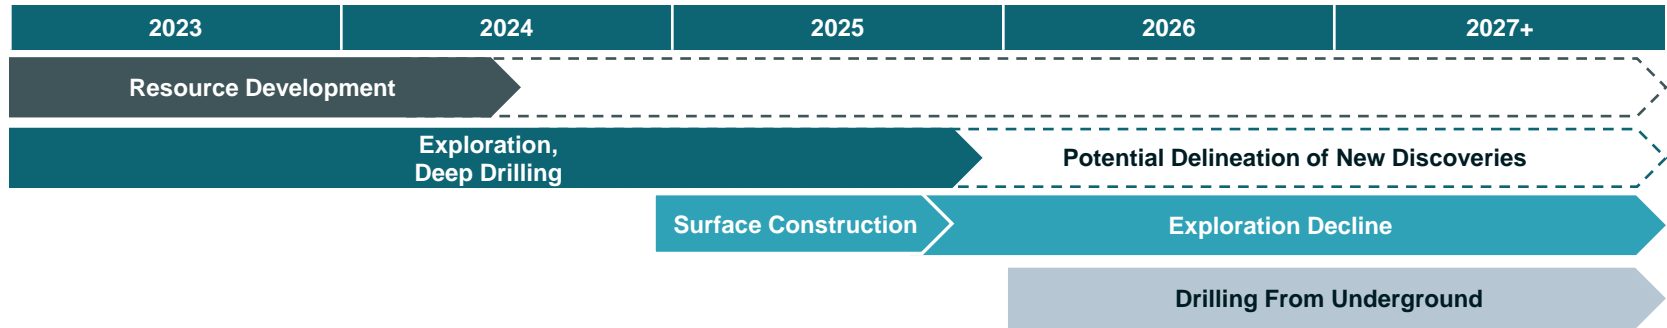 2023 2024 2025 2026 2027+
Resource Development
Exploration,
Deep Drilling
Potential Delineation of New Discoveries
Surface Construction
Exploration Decline
Drilling From Underground